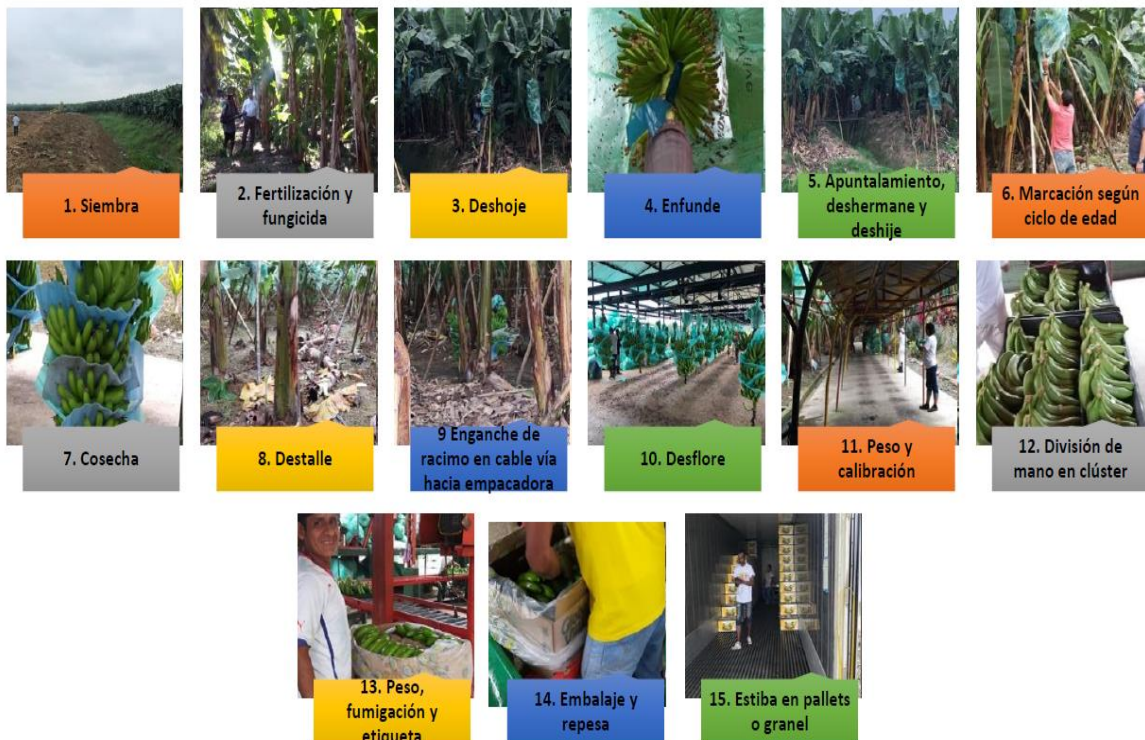 1. Siembra
2. Fertilización y
fungicida
3. Deshoje
4. Enfunde
5. Apuntalamiento,
deshermane y
deshije
6. Marcación según
ciclo de edad
7. Cosecha
8. Destalle
9 Enganche de
racimo en cable vía
hacia empacadora
10. Desflore
11. Peso y
calibración
12. División de
mano en clúster
13. Peso,
fumigación y
etiqueta
14. Embalaje y
repesa
15. Estiba en pallets
o granel